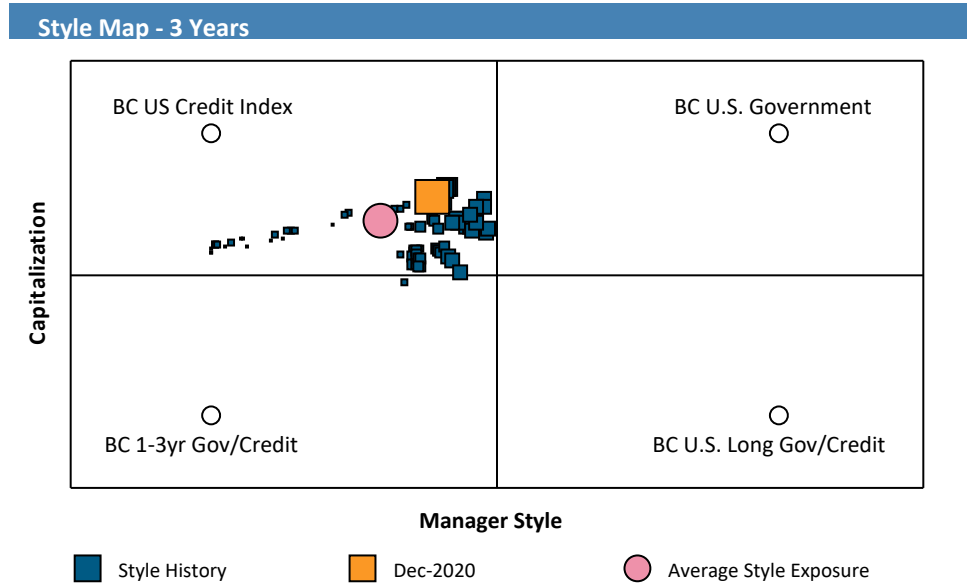 Style Map - 3 Years
BC US Credit Index
BC U.S. Government
Capitalization
BC 1-3yr Gov/Credit
BC U.S. Long Gov/Credit
Manager Style
Style History
Dec-2020
Average Style Exposure